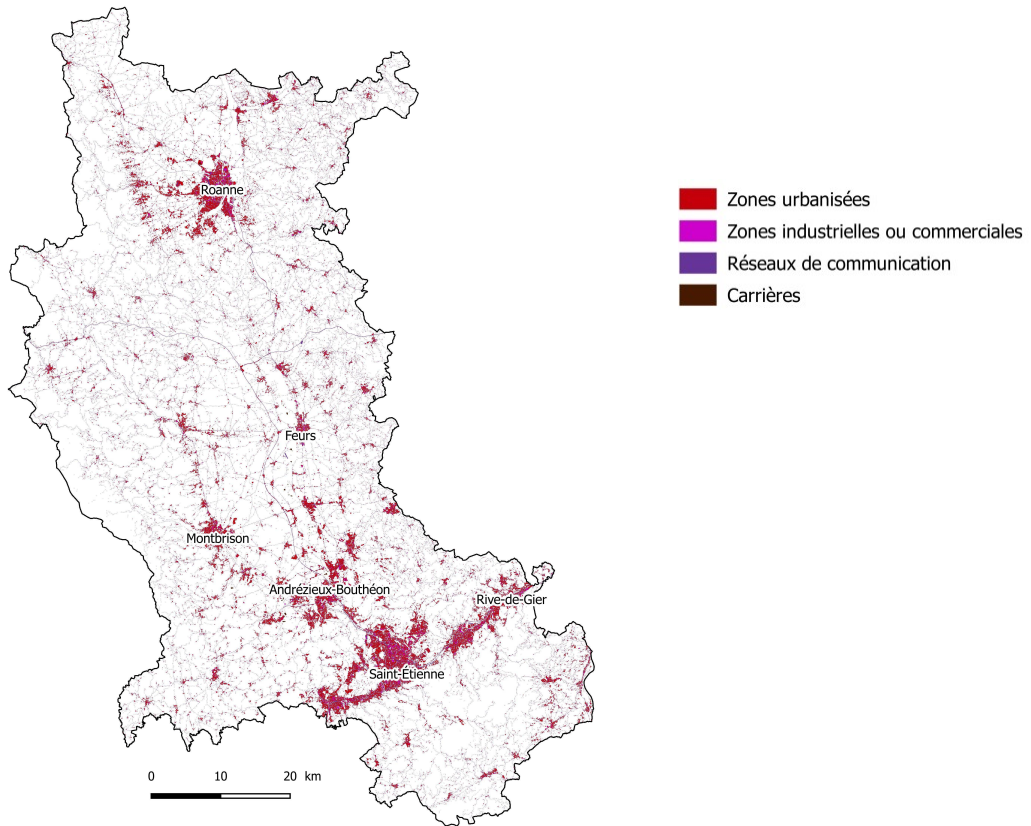 Roanne
Zones urbanisées
Zones industrielles ou commerciales
Réseaux de communication
Carrières
Feurs
Montbrison
Andrézieux-Bouthéon
Rive-de-Gier
Saint-Étienne
0 10 20 km